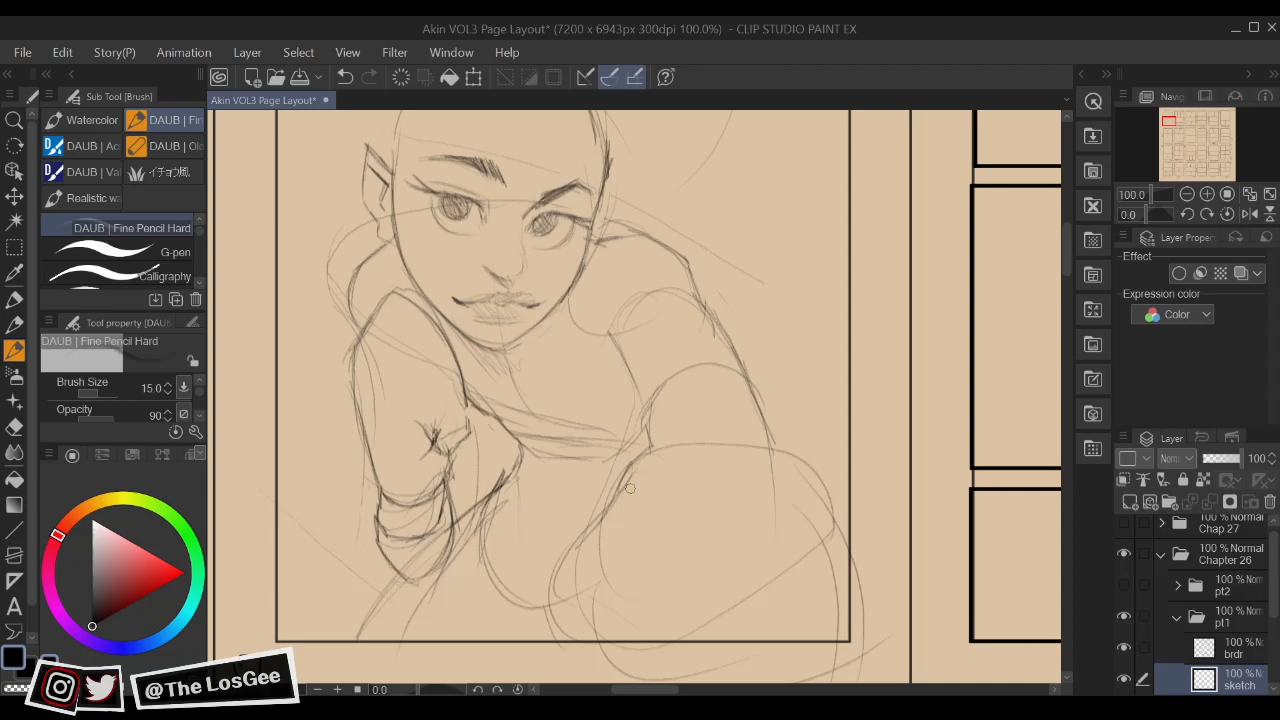 Akin VOL3 Page Layout* (7200 x 6943px 300dpi 100.0%) - CLIP STUDIO PAINT EX
File Edit Story(P) Animation Layer Select View Filter Window Help
Sub Tool [Brush]
Akin VOL3 Page Layout*
Navig
Watercolor
DAUB | Fin
DAUB | Ac
DAUB | Olc
DAUB | Va
イチョウ風
Realistic wa
DAUB | Fine Pencil Hard
G-pen
Calligraphy
Tool property [DAUB
DAUB | Fine Pencil Hard
Brush Size 15.0
Opacity 90
100.0
0.0
Layer Proper
Effect
Expression color
Color
Layer
Norm 100
Chap 27
100 % Normal
Chapter 26
100 % N
pt2
100 % N
pt1
100 % N
brdr
100 % N
sketch
0.0
@The LosGee